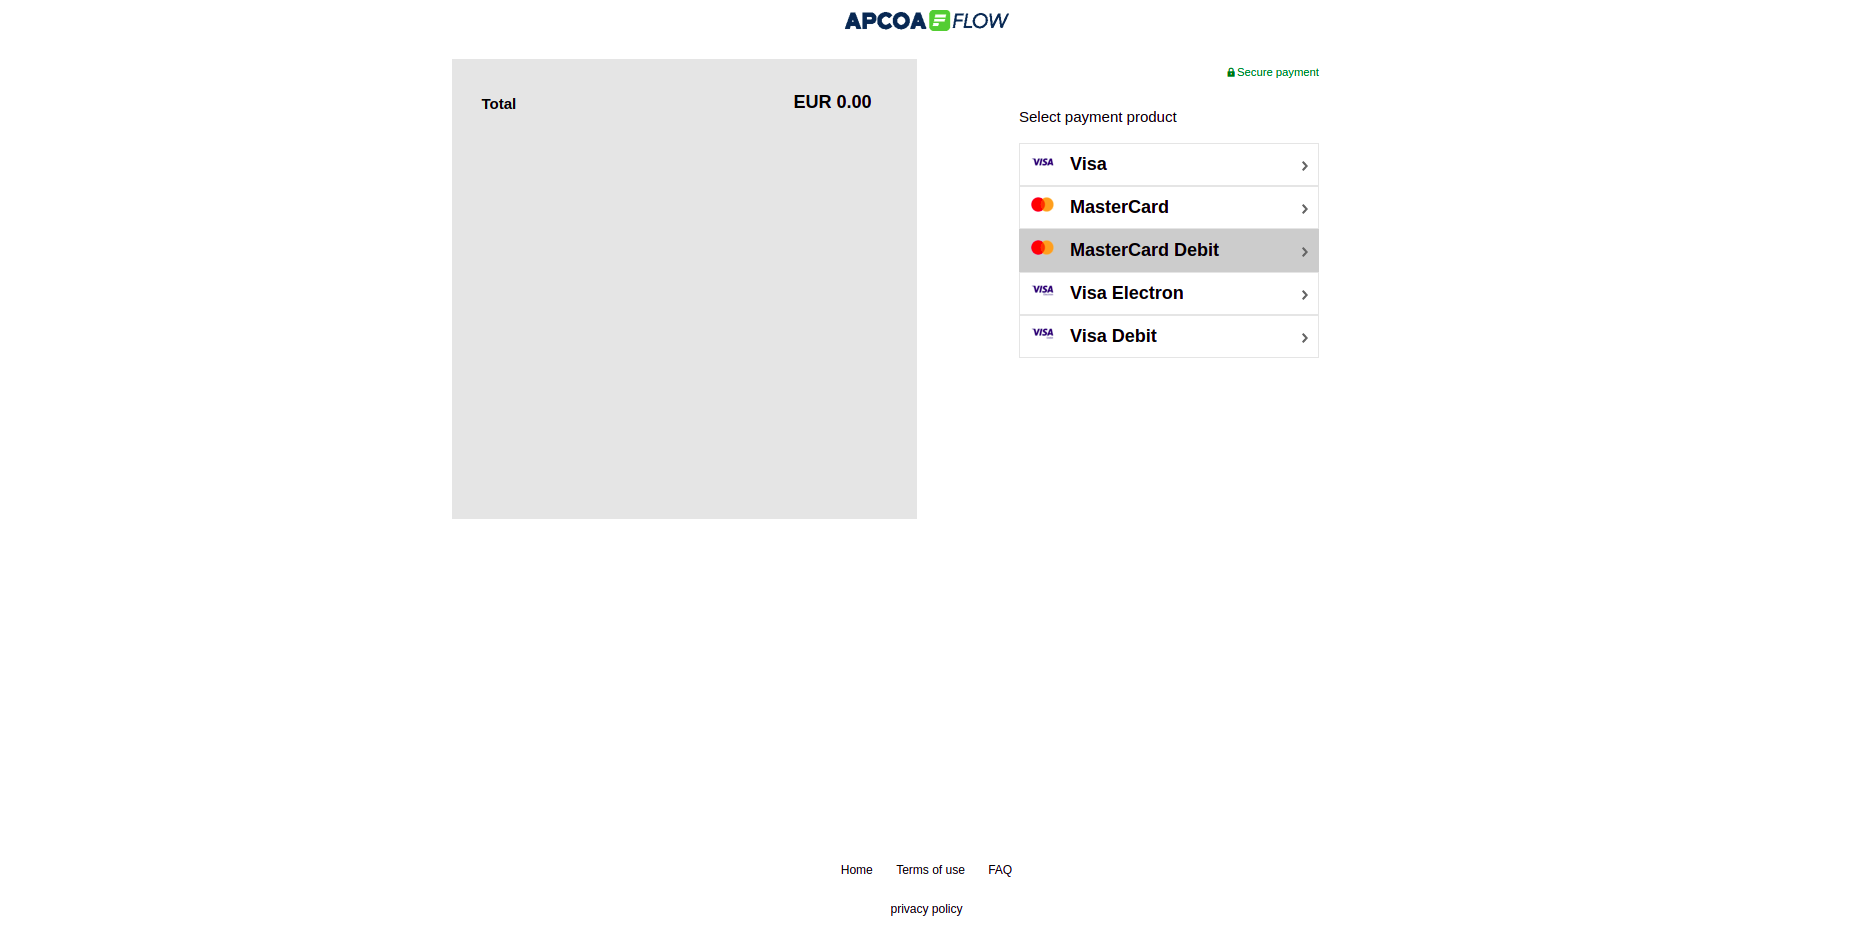 APCOA FLOW
Total EUR 0.00
Secure payment
Select payment product
VISA Visa
MasterCard
MasterCard Debit
VISA Visa Electron
VISA Visa Debit
Home Terms of use FAQ
privacy policy